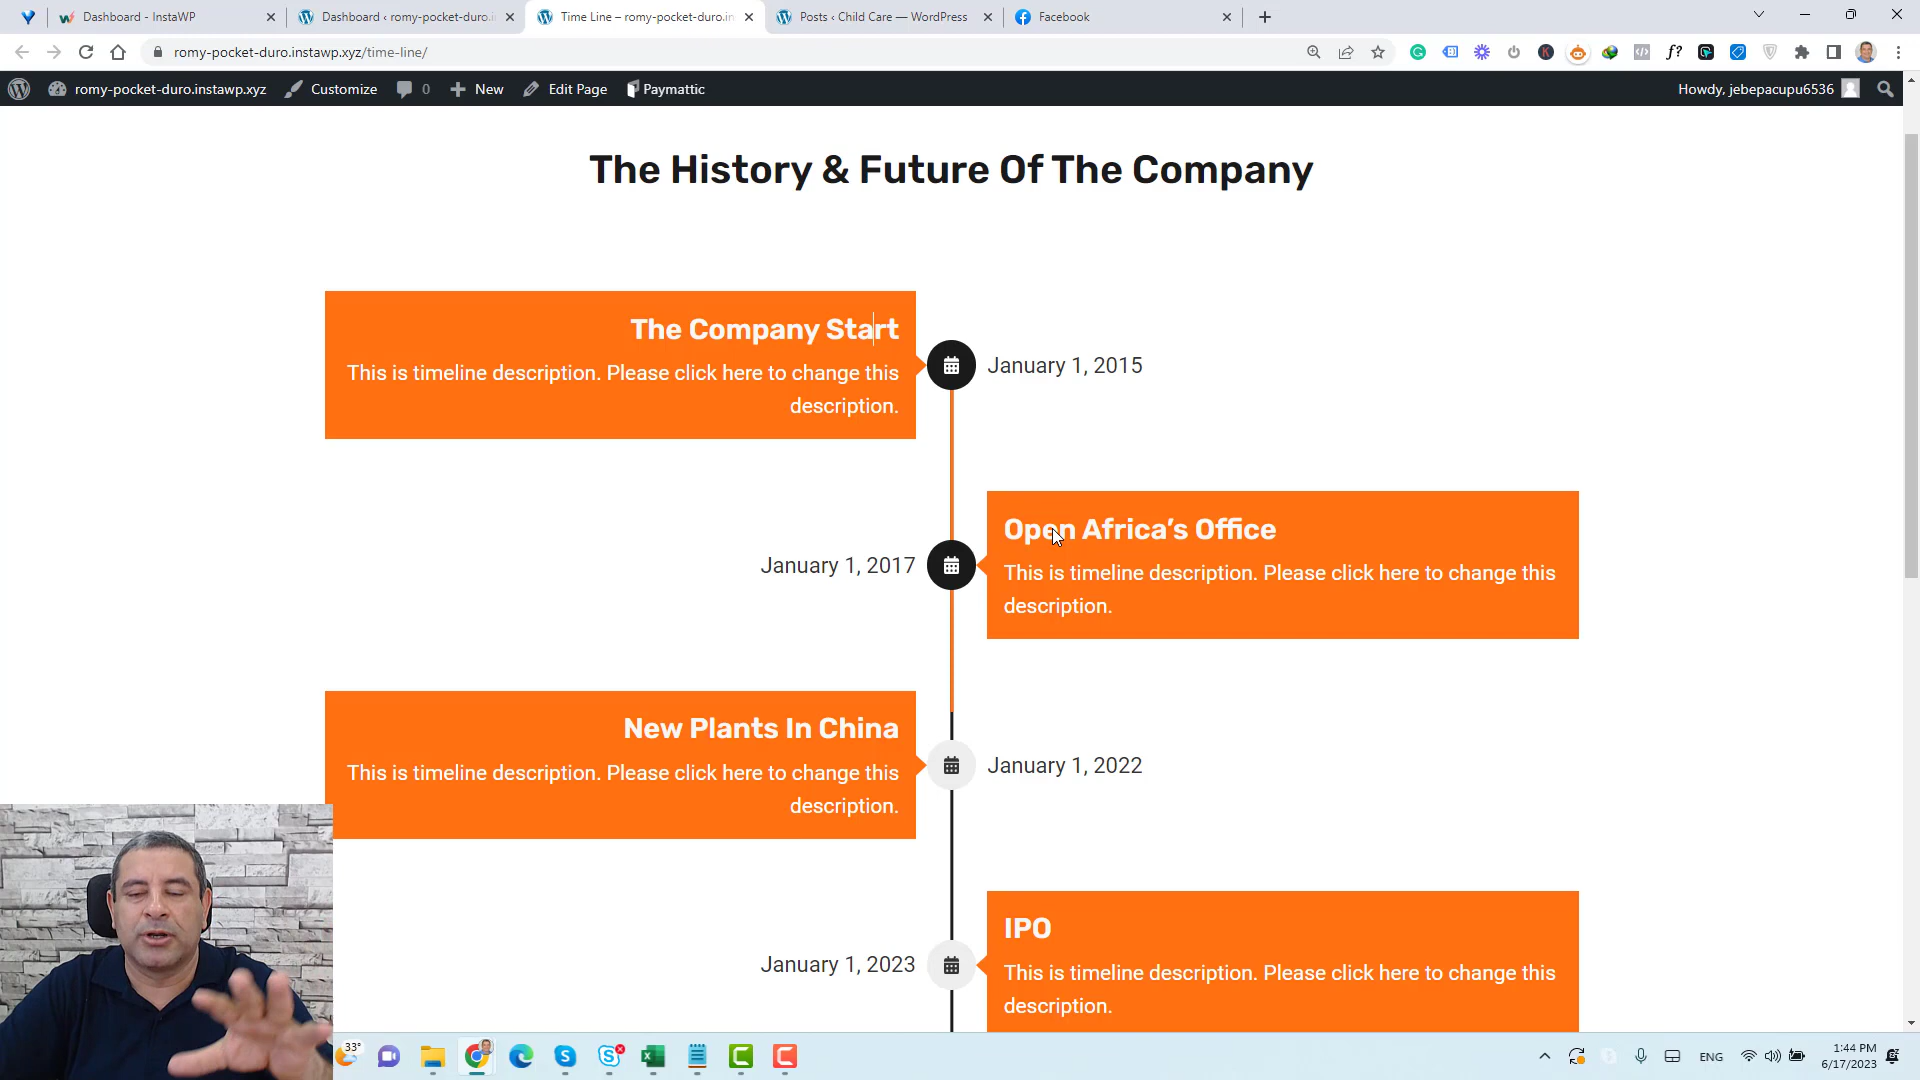 Dashboard - InstaWP
Dashboard ‹ romy-pocket-duro.in
Time Line – romy-pocket-duro.in
Posts ‹ Child Care — WordPress
Facebook
romy-pocket-duro.instawp.xyz/time-line/
romy-pocket-duro.instawp.xyz
Customize
0
New
Edit Page
Paymattic
Howdy, jebepacupu6536
The History & Future Of The Company
The Company Start
This is timeline description. Please click here to change this
description.
January 1, 2015
Open Africa’s Office
This is timeline description. Please click here to change this
description.
January 1, 2017
New Plants In China
This is timeline description. Please click here to change this
description.
January 1, 2022
IPO
This is timeline description. Please click here to change this
description.
January 1, 2023
33°
ENG
1:44 PM
6/17/2023